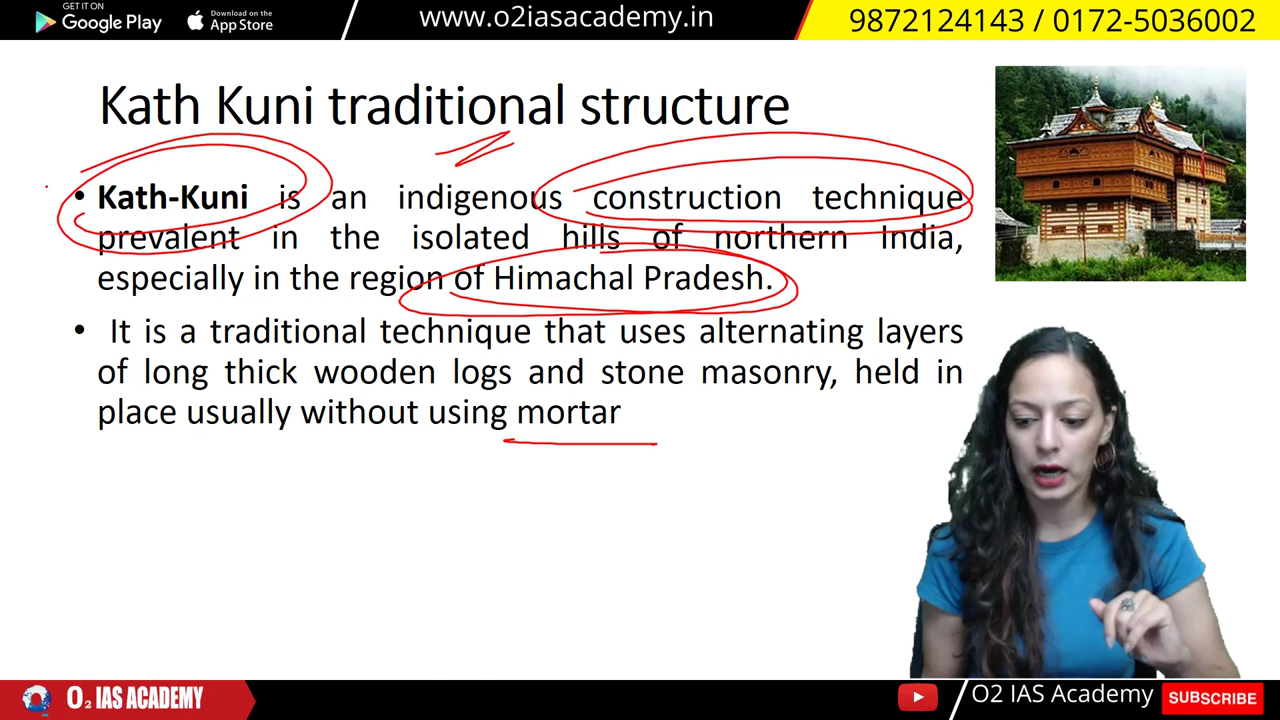 GET IT ON
Google Play
Download on the
App Store
www.o2iasacademy.in
9872124143 / 0172-5036002
Kath Kuni traditional structure
• Kath-Kuni is an indigenous construction technique
prevalent in the isolated hills of northern India,
especially in the region of Himachal Pradesh.
• It is a traditional technique that uses alternating layers
of long thick wooden logs and stone masonry, held in
place usually without using mortar
O₂ IAS ACADEMY
O2 IAS Academy
SUBSCRIBE